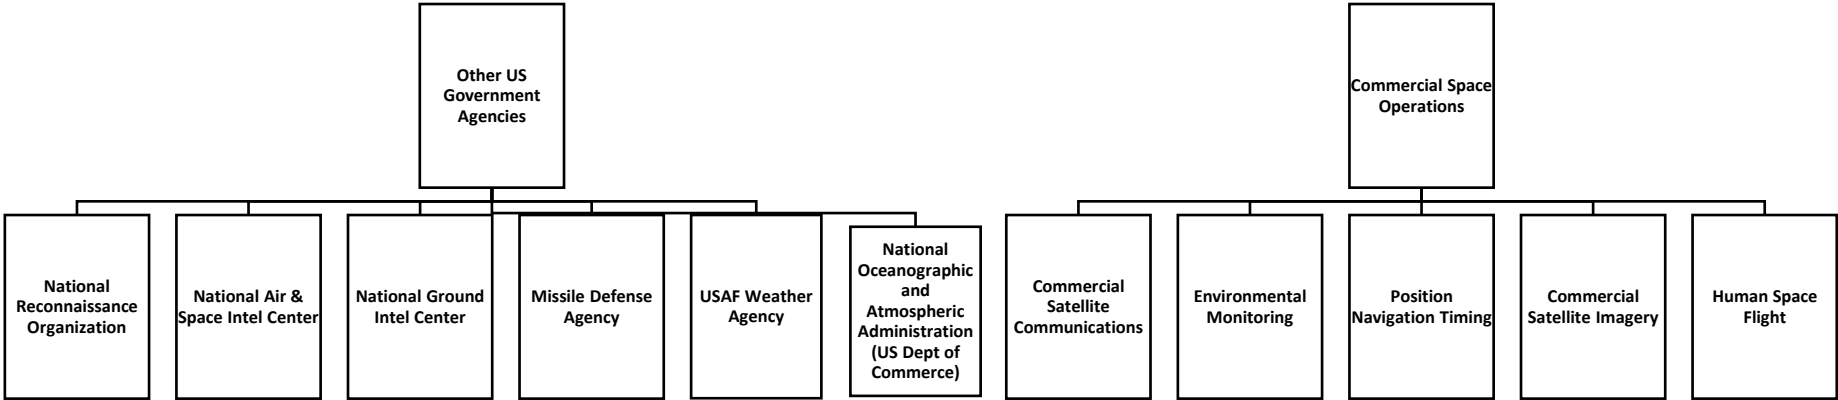 Other US
Government
Agencies
Commercial Space
Operations
National
Reconnaissance
Organization
National Air &
Space Intel Center
National Ground
Intel Center
Missile Defense
Agency
USAF Weather
Agency
National
Oceanographic
and
Atmospheric
Administration
(US Dept of
Commerce)
Commercial
Satellite
Communications
Environmental
Monitoring
Position
Navigation Timing
Commercial
Satellite Imagery
Human Space
Flight